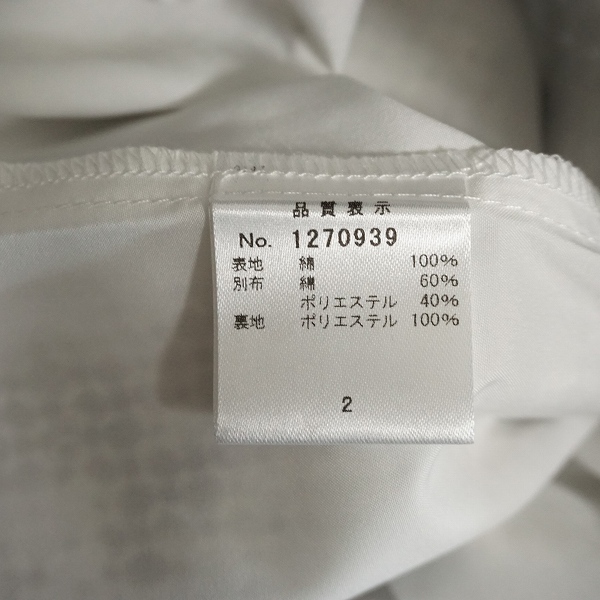 品質表示
No. 1270939
表地 綿 100%
別布 綿 60%
ポリエステル 40%
裏地 ポリエステル 100%
2